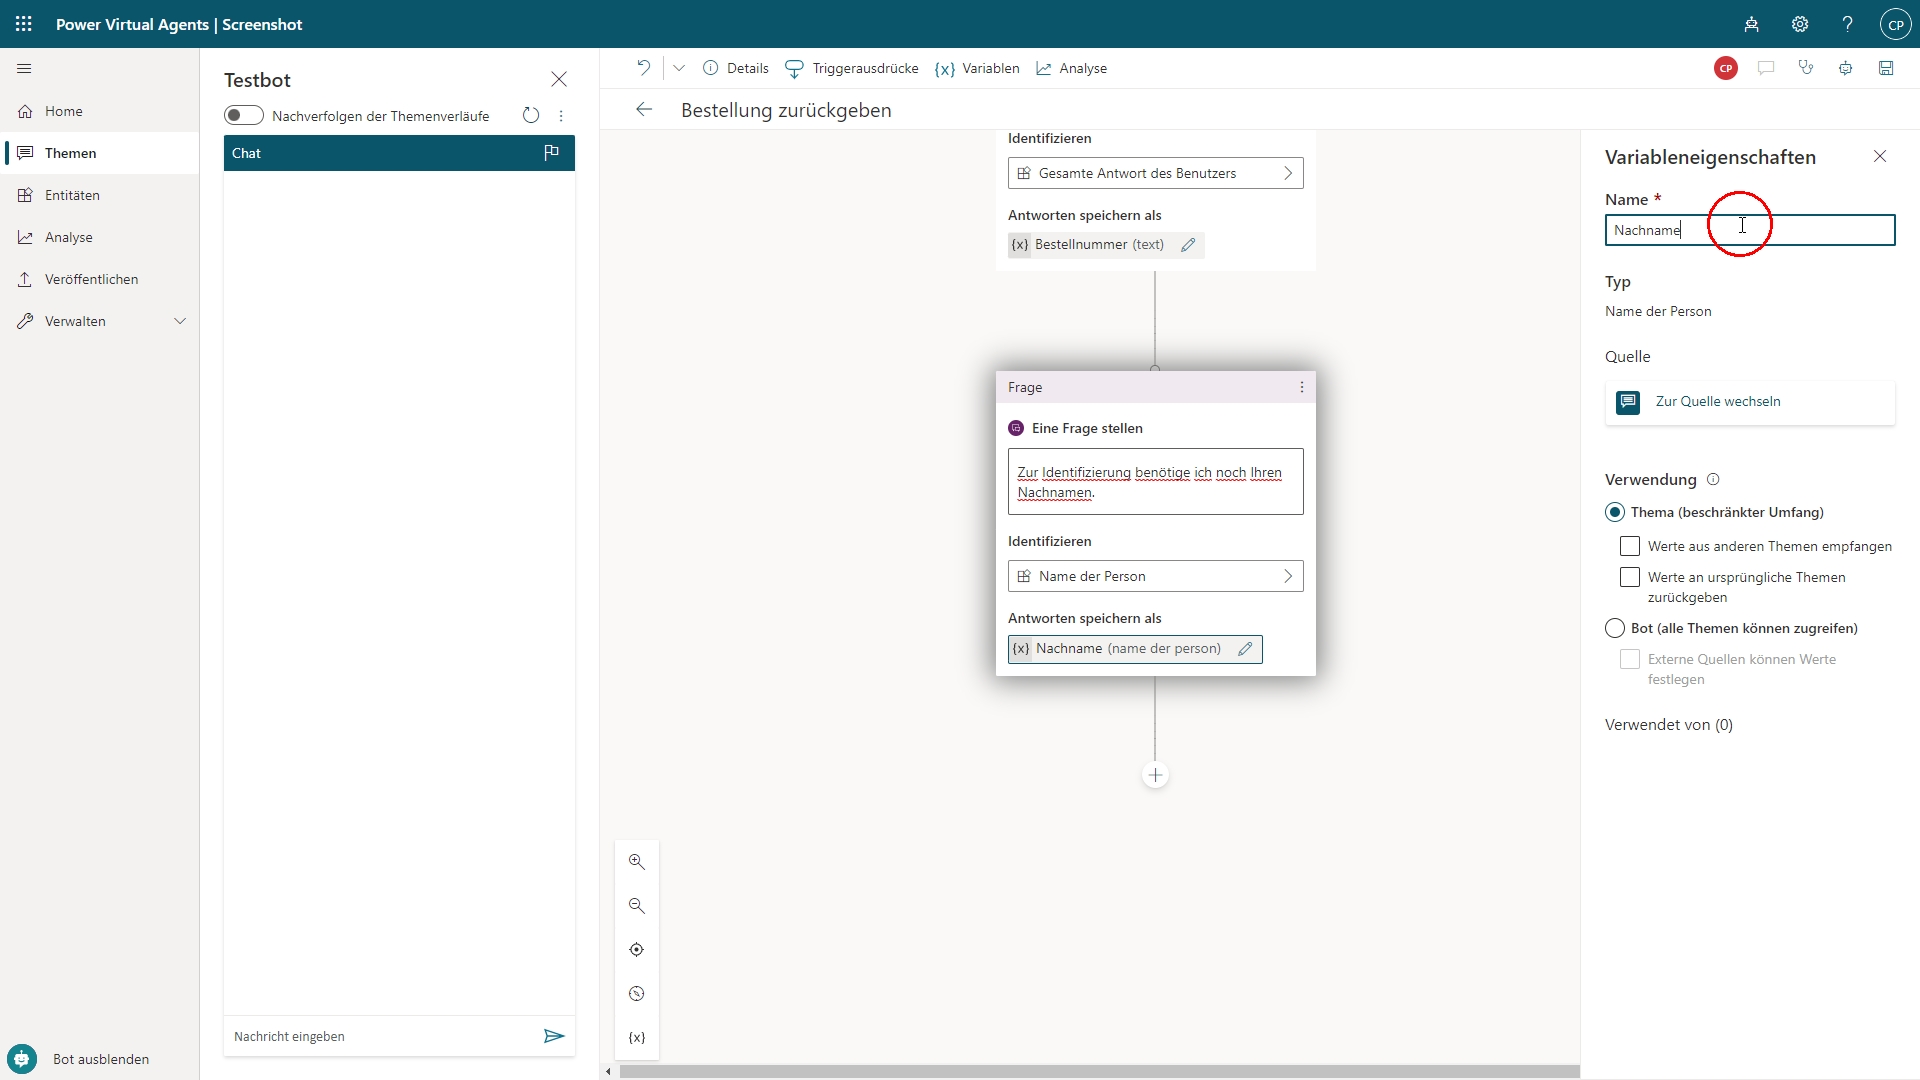 Power Virtual Agents | Screenshot
CP
Home
Themen
Entitäten
Analyse
Veröffentlichen
Verwalten
Bot ausblenden
Testbot
Nachverfolgen der Themenverläufe
Chat
Nachricht eingeben
Details
Triggerausdrücke
{x} Variablen
Analyse
CP
Bestellung zurückgeben
Identifizieren
Gesamte Antwort des Benutzers
Antworten speichern als
{x} Bestellnummer (text)
Frage
Eine Frage stellen
Zur Identifizierung benötige ich noch Ihren
Nachnamen.
Identifizieren
Name der Person
Antworten speichern als
{x} Nachname (name der person)
{x}
Variableneigenschaften
Name *
Nachname
Typ
Name der Person
Quelle
Zur Quelle wechseln
Verwendung
Thema (beschränkter Umfang)
Werte aus anderen Themen empfangen
Werte an ursprüngliche Themen
zurückgeben
Bot (alle Themen können zugreifen)
Externe Quellen können Werte
festlegen
Verwendet von (0)